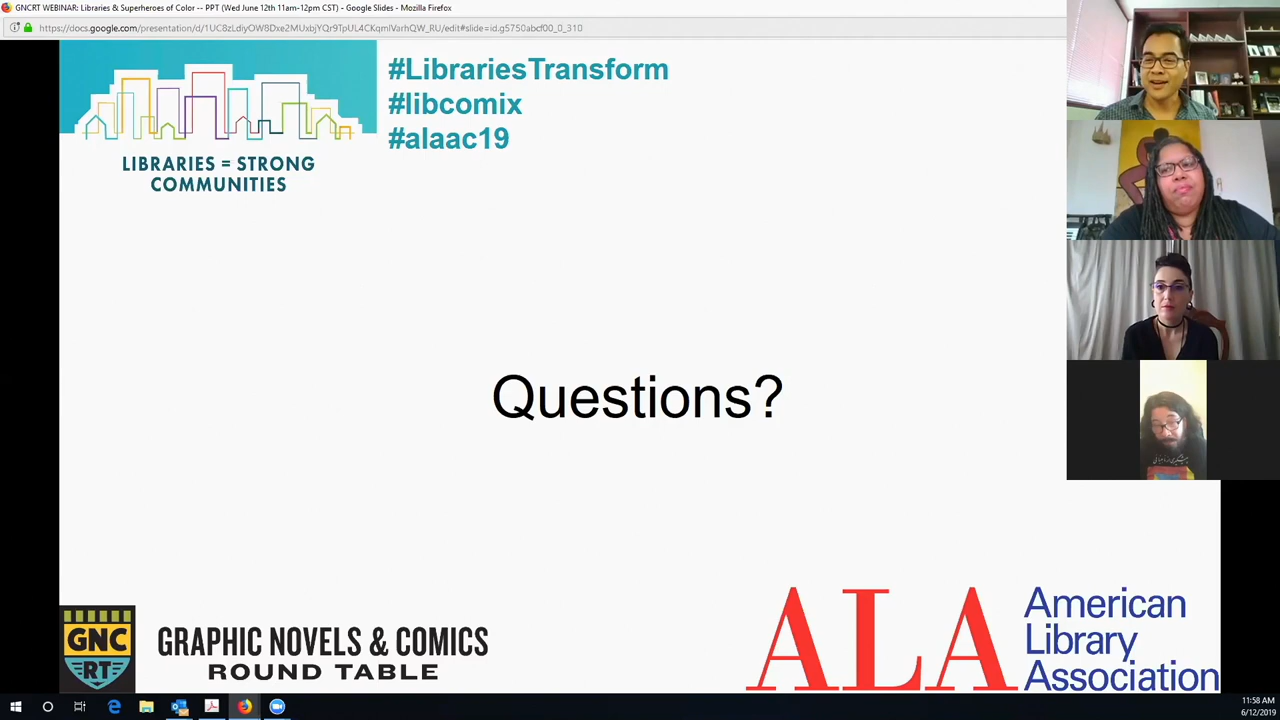 GNCRT WEBINAR: Libraries & Superheroes of Color -- PPT (Wed June 12th 11am-12pm CST) - Google Slides - Mozilla Firefox
#LibrariesTransform
#libcomix
#alaac19
LIBRARIES = STRONG
COMMUNITIES
Questions?
GNC
RT
GRAPHIC NOVELS & COMICS
ROUND TABLE
ALA
American
Library
Association
11:58 AM
6/12/2019